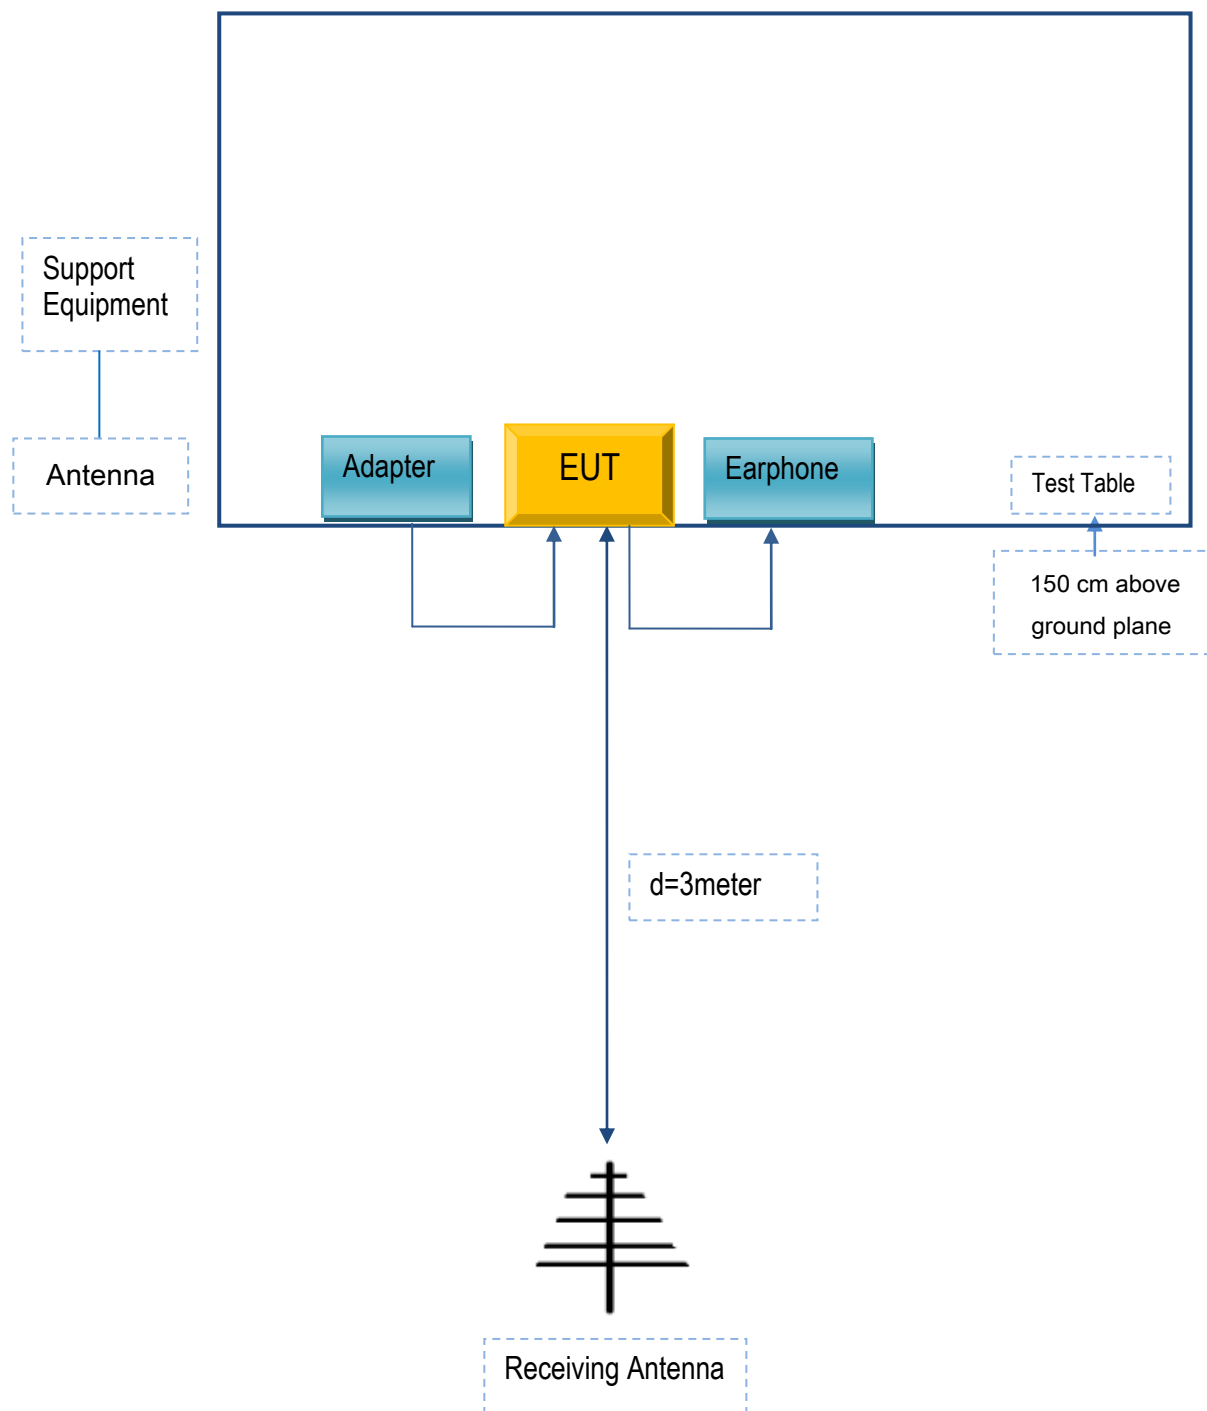 Support
Equipment
Antenna
Adapter
EUT
Earphone
Test Table
150 cm above
ground plane
d=3meter
Receiving Antenna